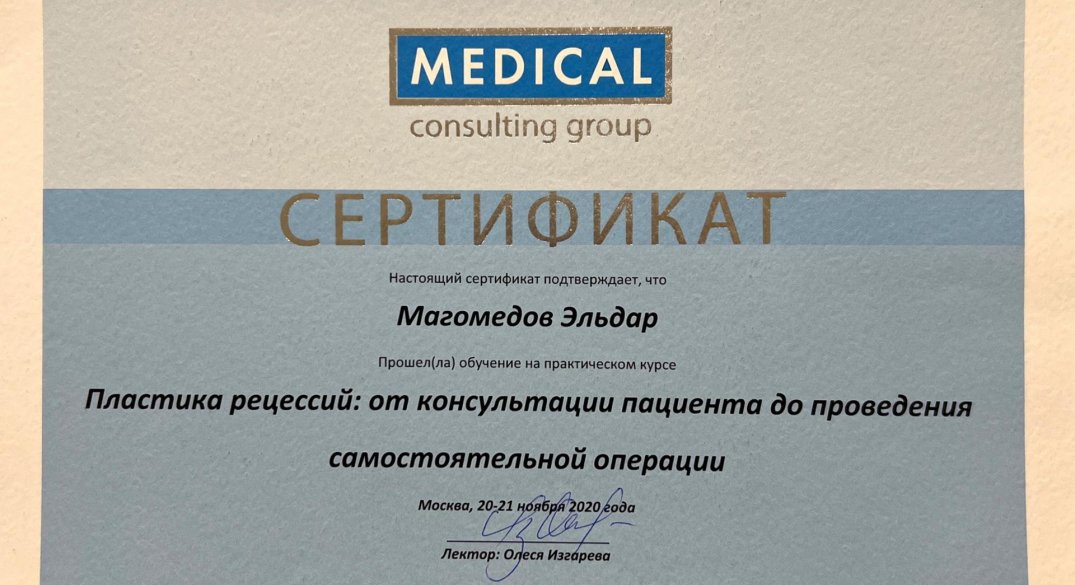 MEDICAL
consulting group
СЕРТИФИКАТ
Настоящий сертификат подтверждает, что
Магомедов Эльдар
Прошел(ла) обучение на практическом курсе
Пластика рецессий: от консультации пациента до проведения
самостоятельной операции
Москва, 20-21 ноября 2020 года
Лектор: Олеся Изгарева